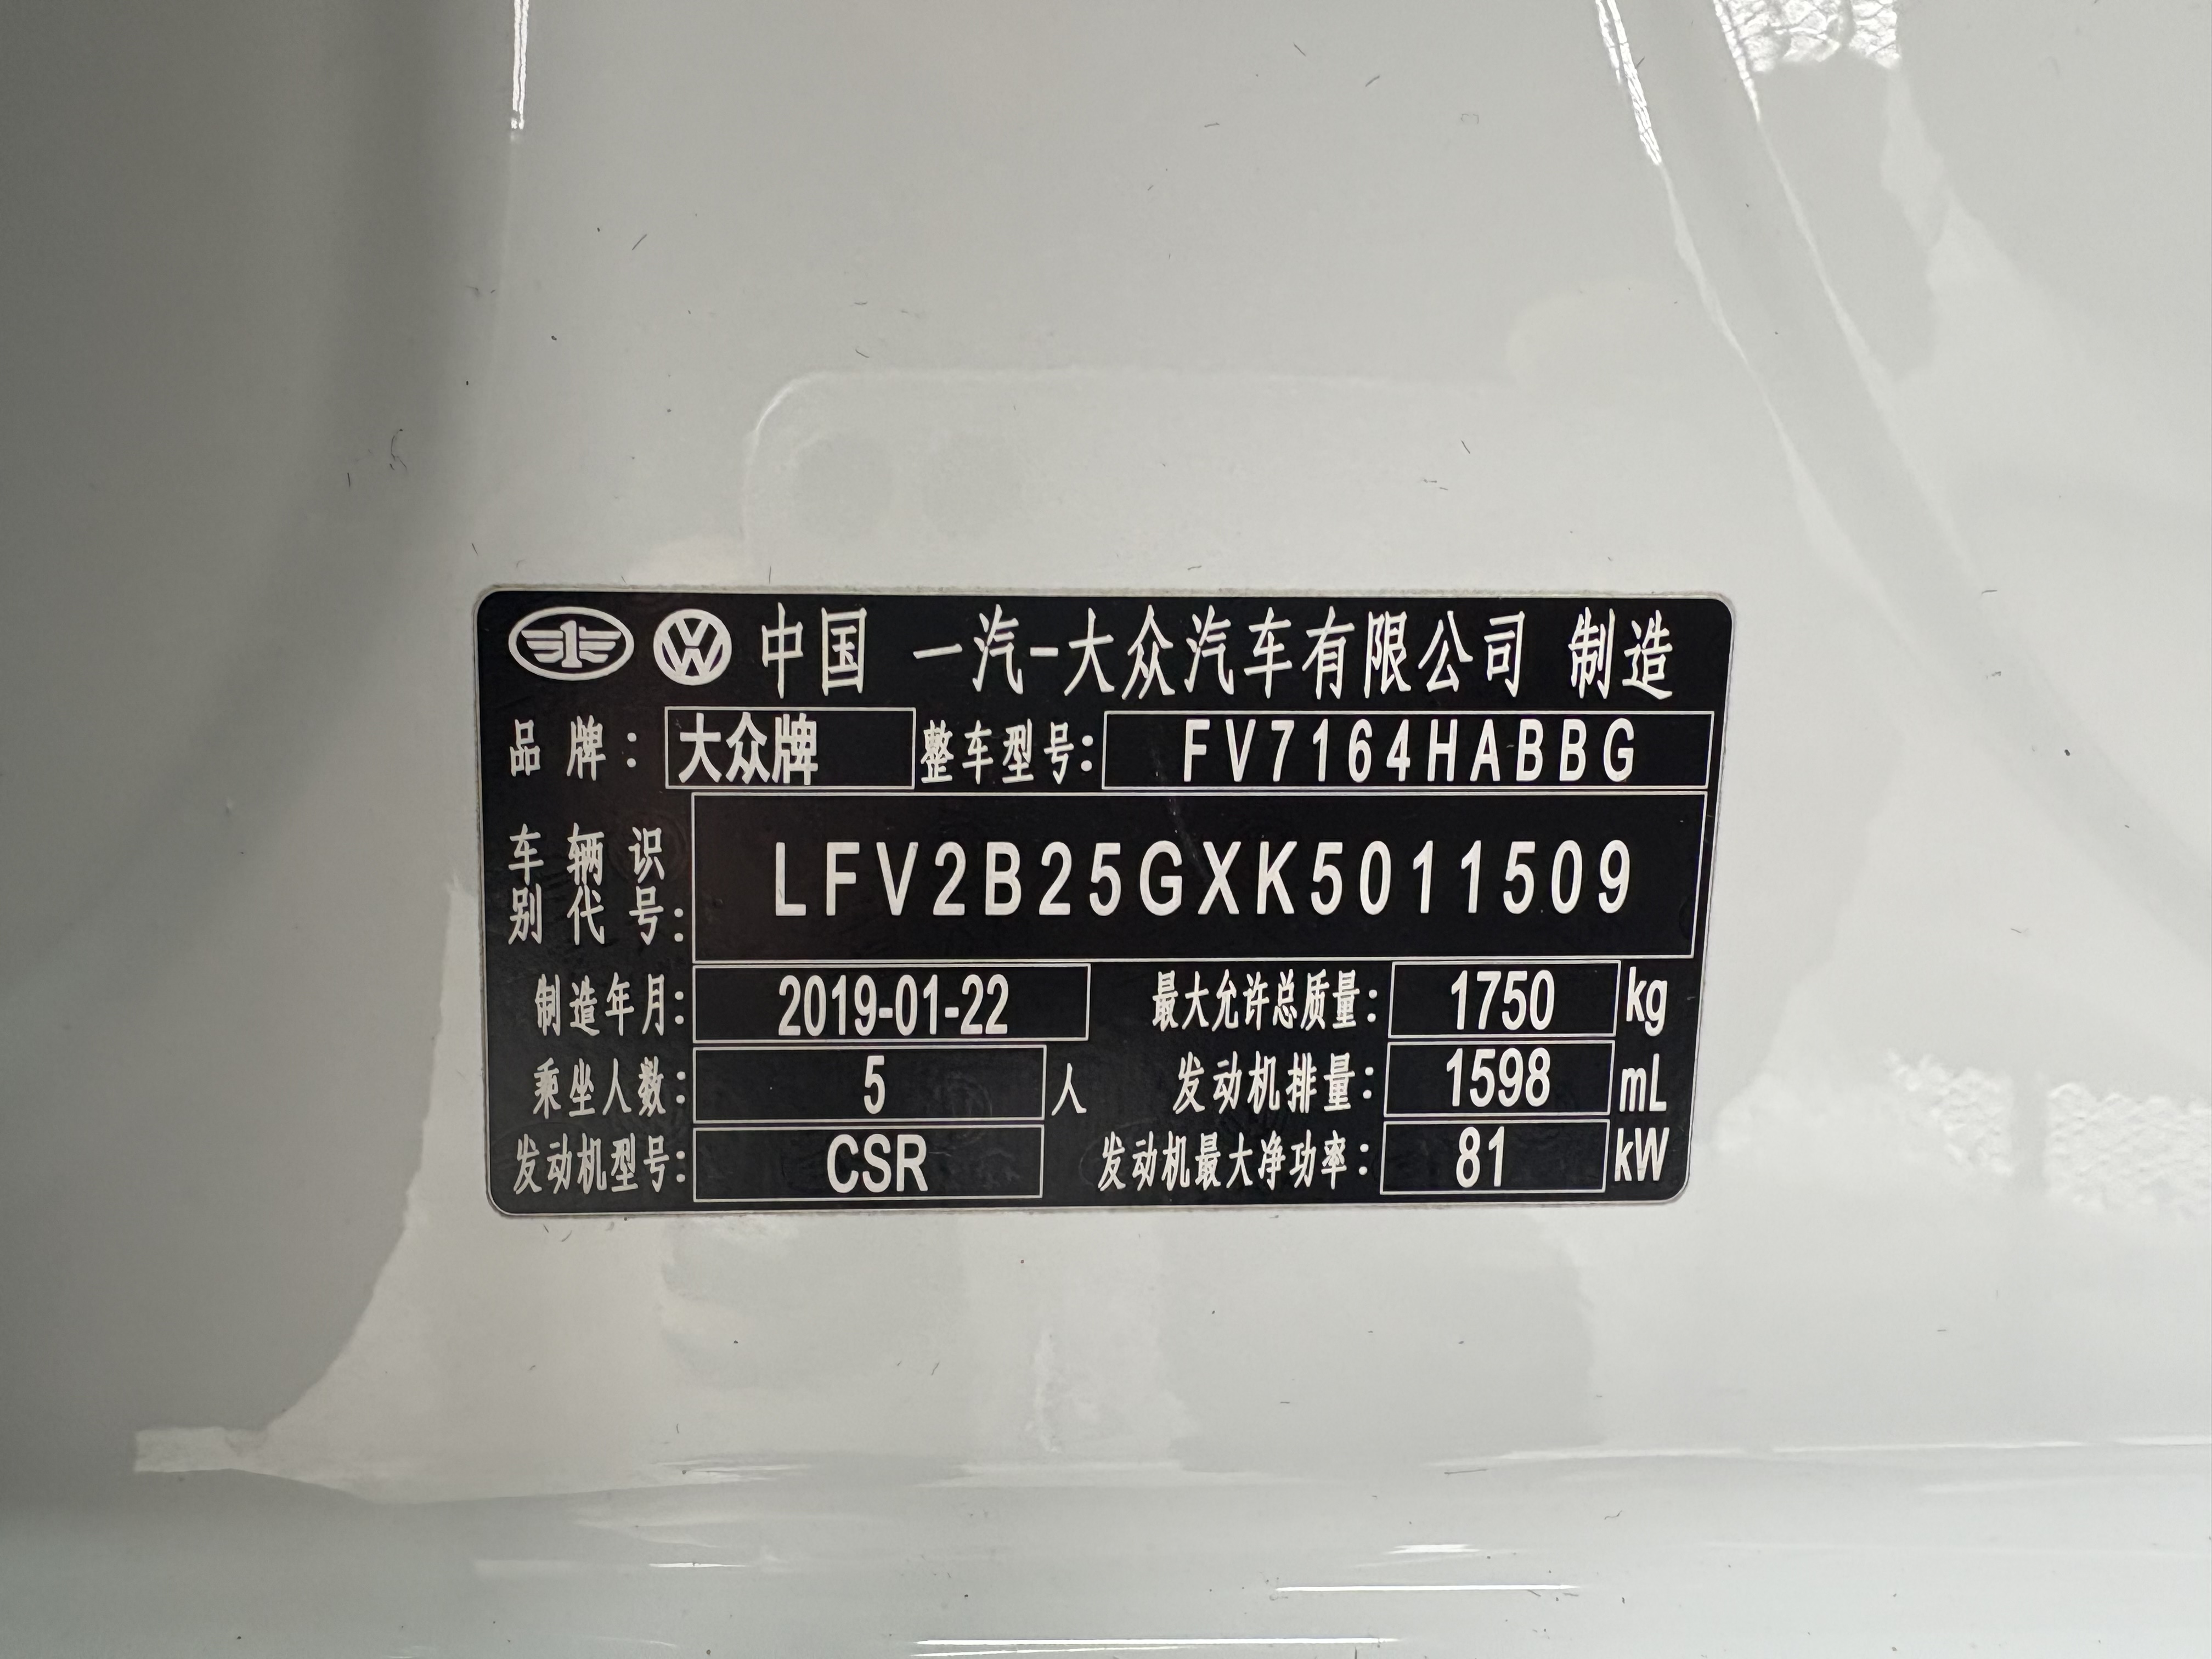 中国 一汽-大众汽车有限公司 制造
品牌: 大众牌 整车型号: FV7164HABBG
车辆识别代号: LFV2B25GXK5011509
制造年月: 2019-01-22 最大允许总质量: 1750 kg
乘坐人数: 5 人 发动机排量: 1598 mL
发动机型号: CSR 发动机最大净功率: 81 kW